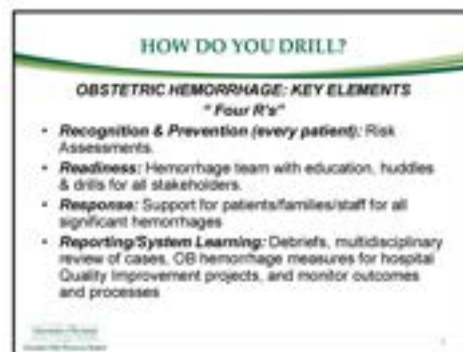 HOW DO YOU DRILL?
OBSTETRIC HEMORRHAGE: KEY ELEMENTS
" Four R's"
• Recognition & Prevention (every patient): Risk
Assessments.
• Readiness: Hemorrhage team with education, huddles
& drills for all stakeholders.
• Response: Support for patients/families/staff for all
significant hemorrhages
• Reporting/System Learning: Debriefs, multidisciplinary
review of cases, OB hemorrhage measures for hospital
Quality Improvement projects, and monitor outcomes
and processes